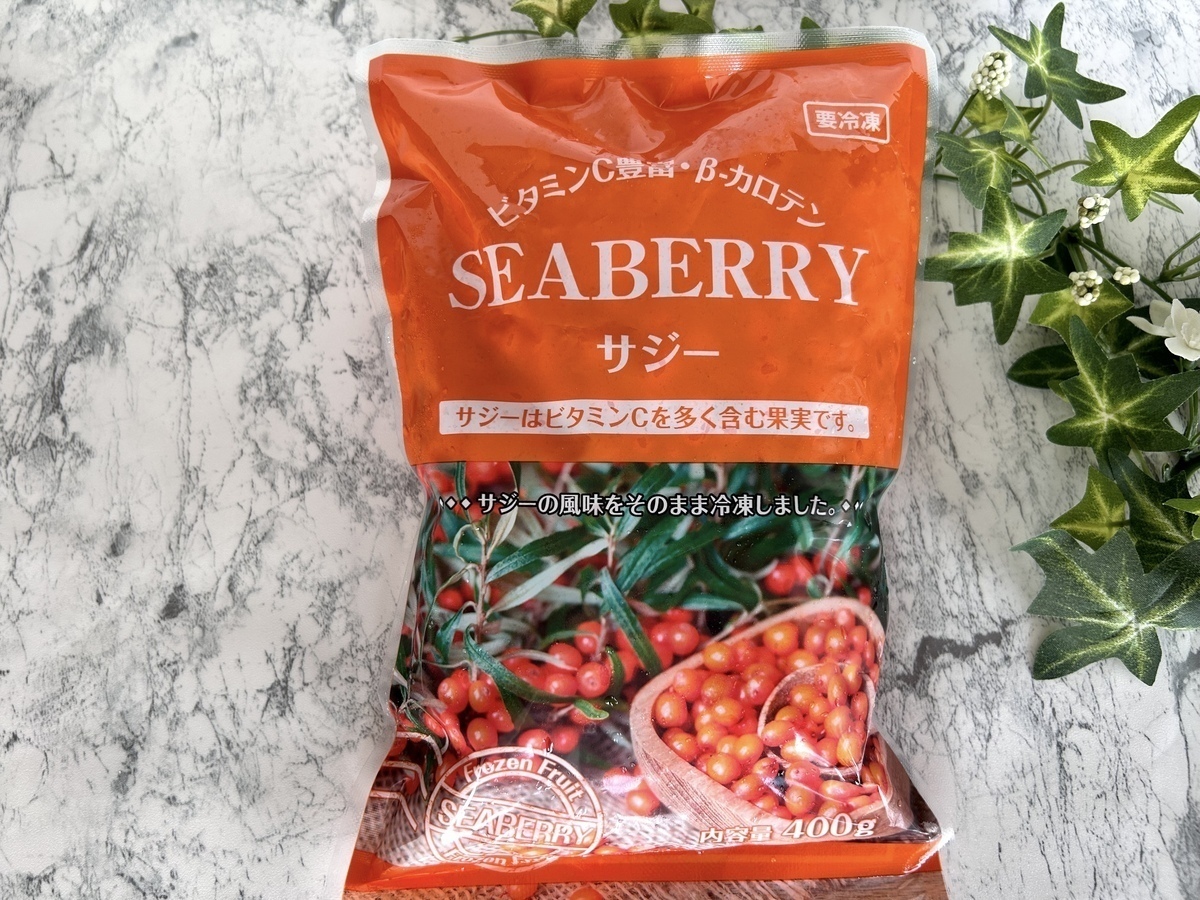 要冷凍
ビタミンC豊富・β-カロテン
SEABERRY
サジー
サジーはビタミンCを多く含む果実です。
サジーの風味をそのまま冷凍しました。
Frozen Fruit
SEABERRY
内容量 400g